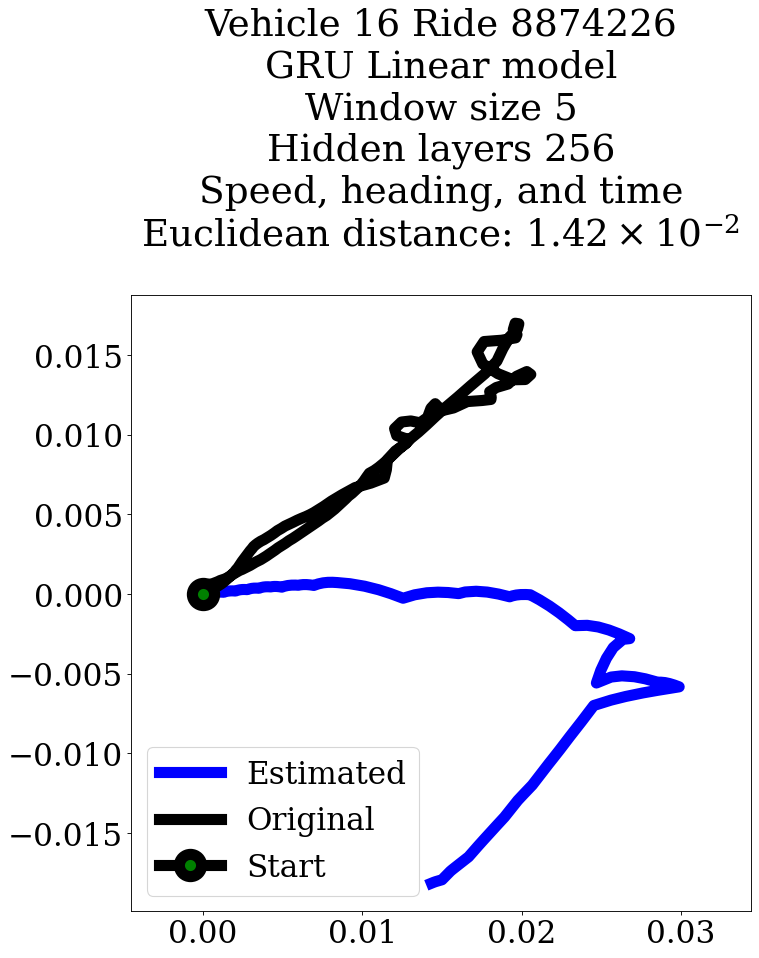 Vehicle 16 Ride 8874226
GRU Linear model
Window size 5
Hidden layers 256
Speed, heading, and time
Euclidean distance: 1.42 × 10⁻²
0.015
0.010
0.005
0.000
−0.005
−0.010
−0.015
Estimated
Original
Start
0.00 0.01 0.02 0.03